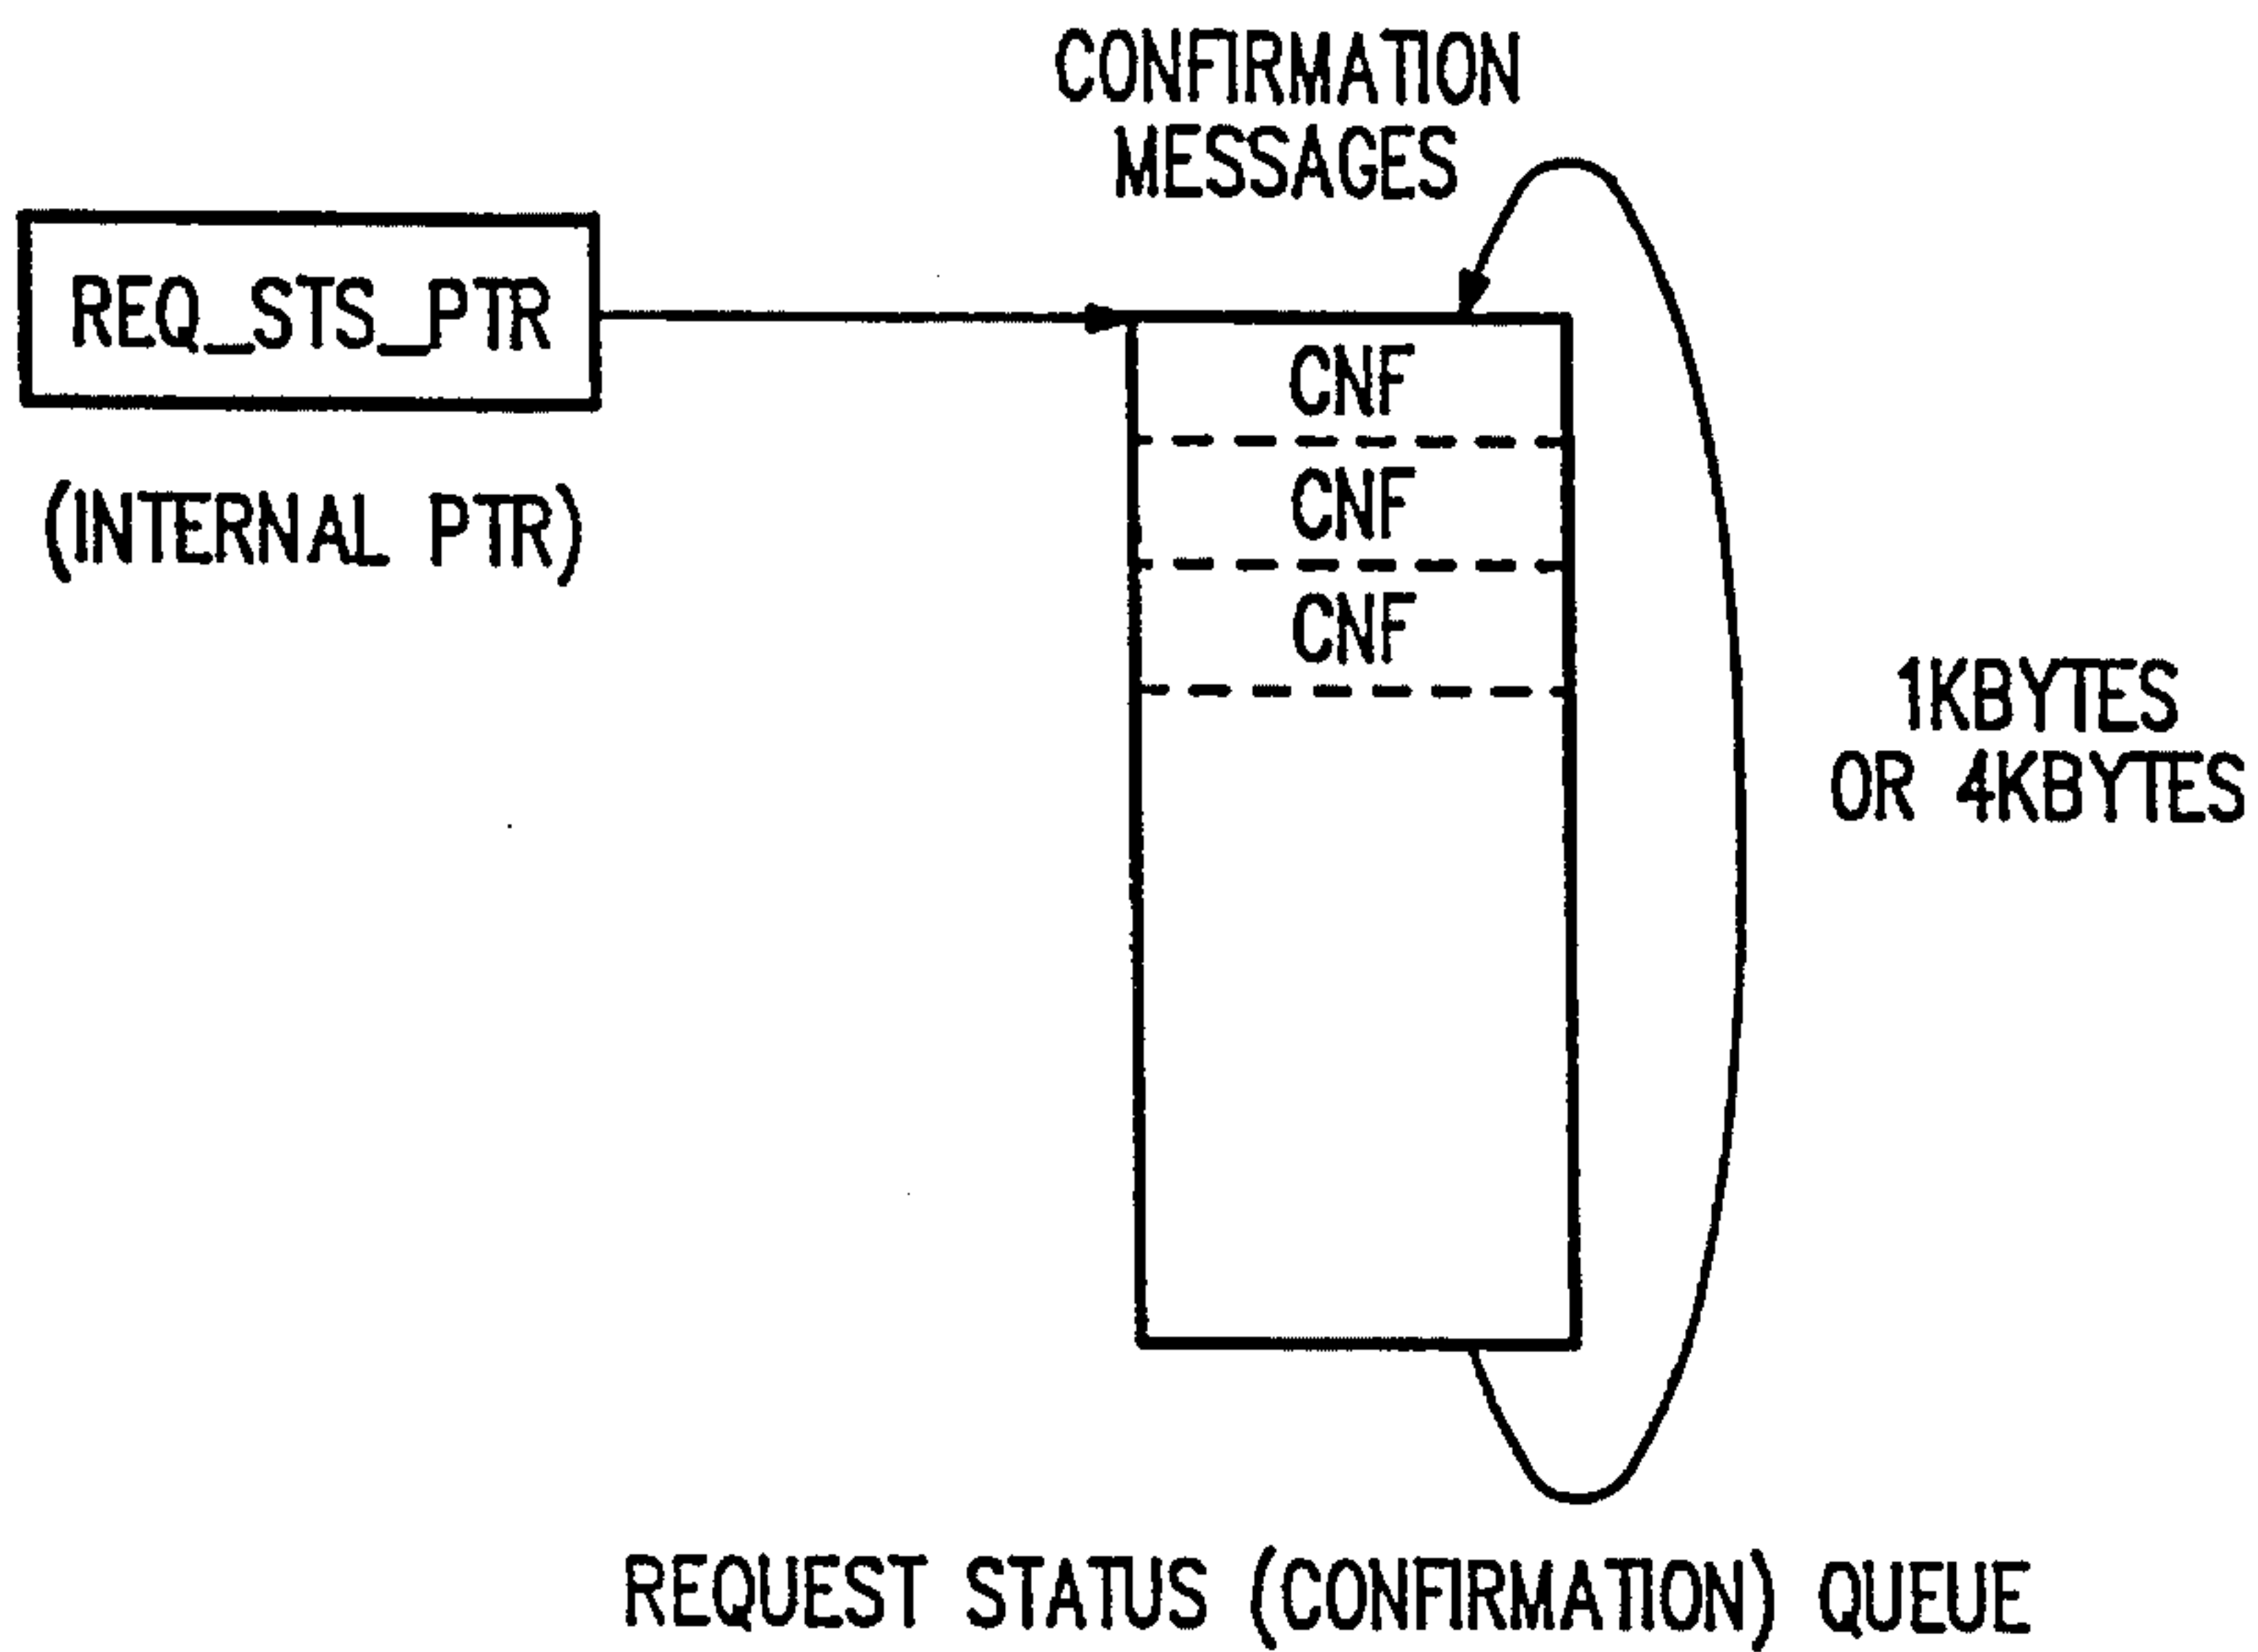 CONFIRMATION
MESSAGES
REQ_STS_PTR
(INTERNAL PTR)
CNF
CNF
CNF
1KBYTES
OR 4KBYTES
REQUEST STATUS (CONFIRMATION) QUEUE